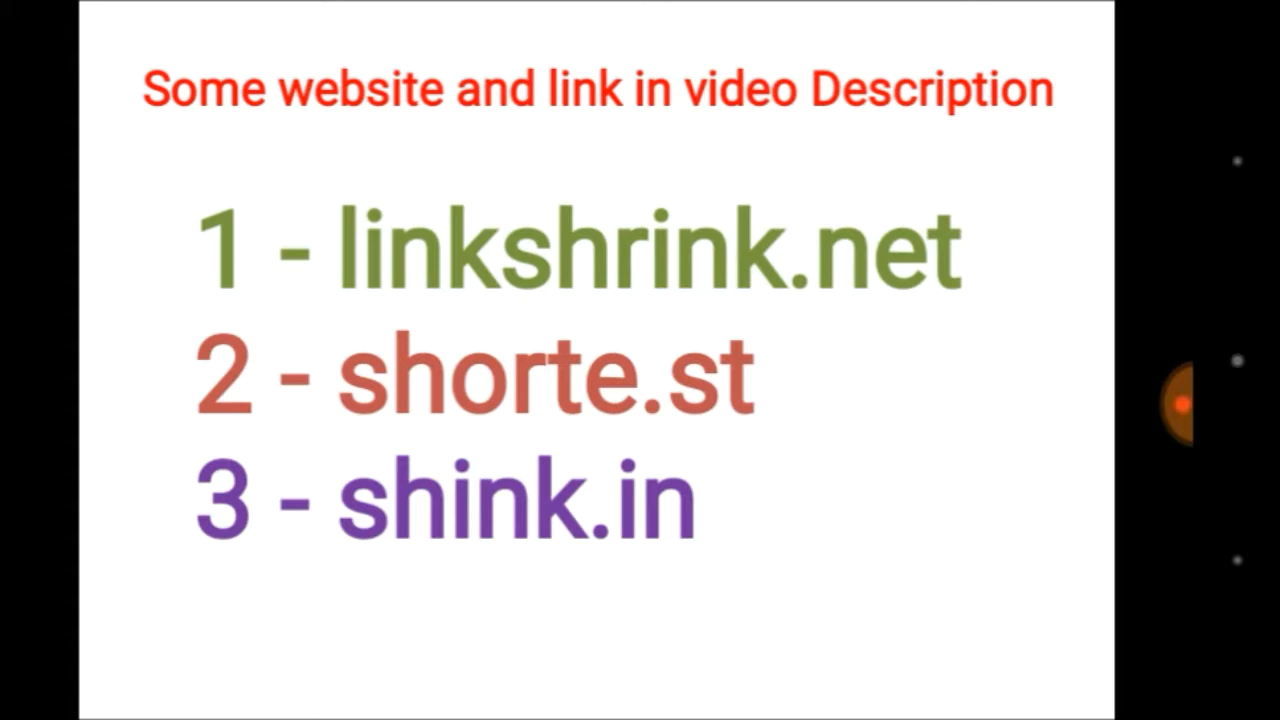 Some website and link in video Description
1 - linkshrink.net
2 - shorte.st
3 - shink.in